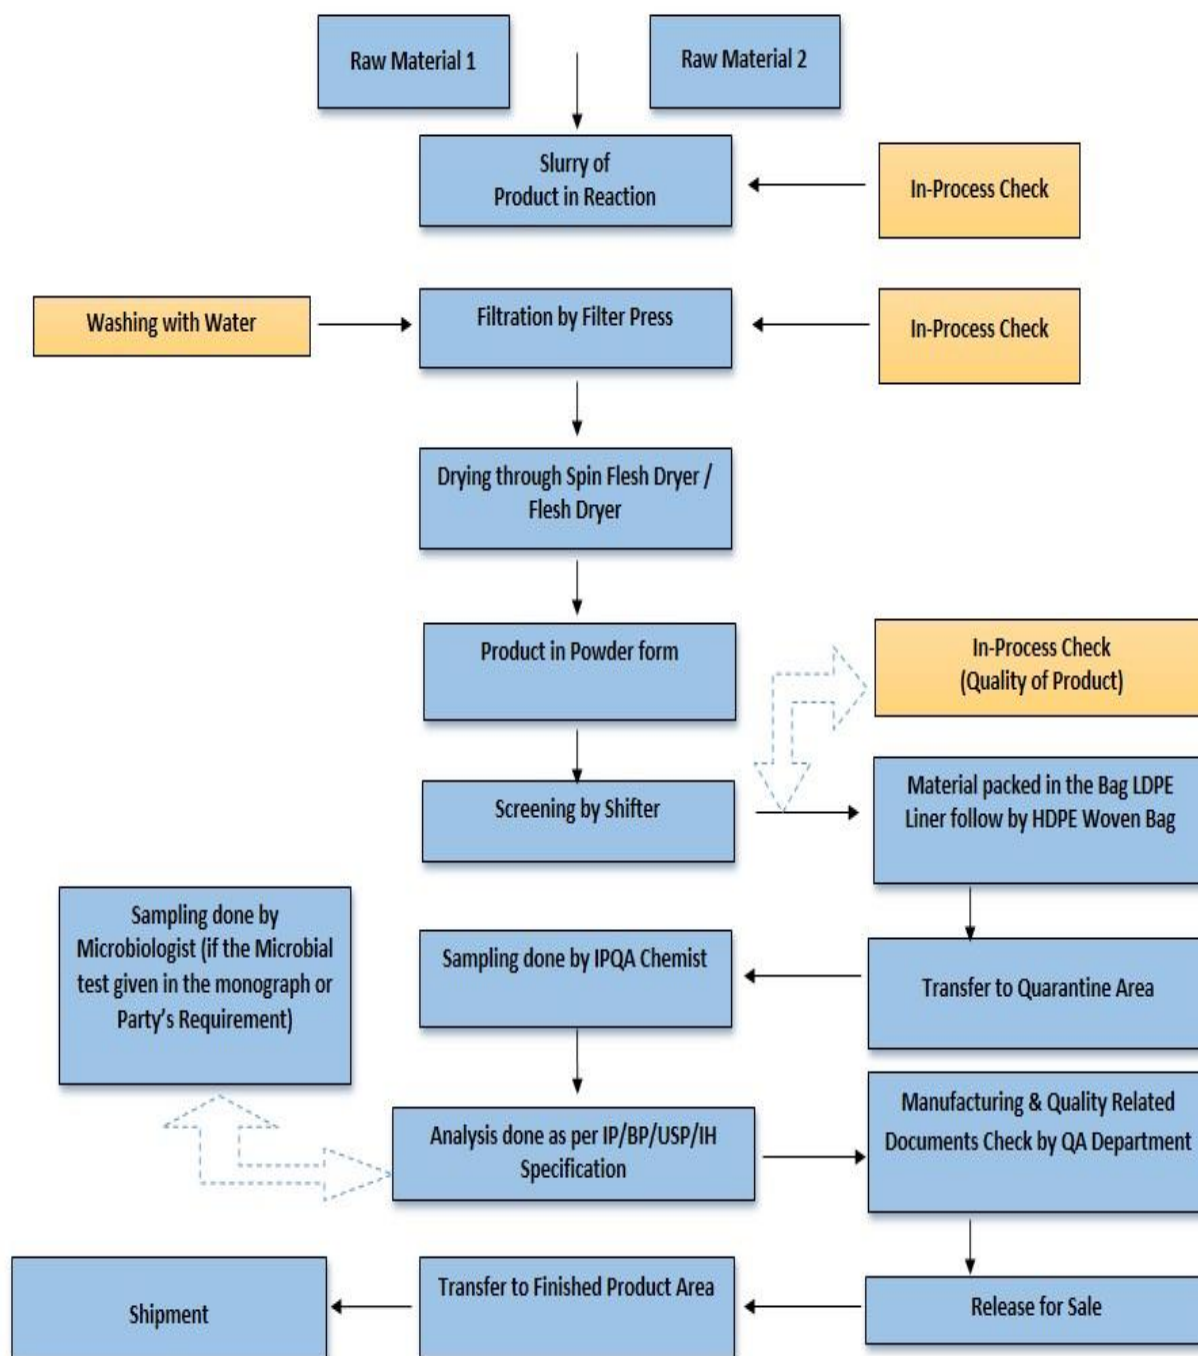 Raw Material 1
Raw Material 2
Slurry of
Product in Reaction
In-Process Check
Washing with Water
Filtration by Filter Press
In-Process Check
Drying through Spin Flesh Dryer /
Flesh Dryer
Product in Powder form
In-Process Check
(Quality of Product)
Screening by Shifter
Material packed in the Bag LDPE
Liner follow by HDPE Woven Bag
Sampling done by
Microbiologist (if the Microbial
test given in the monograph or
Party's Requirement)
Sampling done by IPQA Chemist
Transfer to Quarantine Area
Analysis done as per IP/BP/USP/IH
Specification
Manufacturing & Quality Related
Documents Check by QA Department
Shipment
Transfer to Finished Product Area
Release for Sale